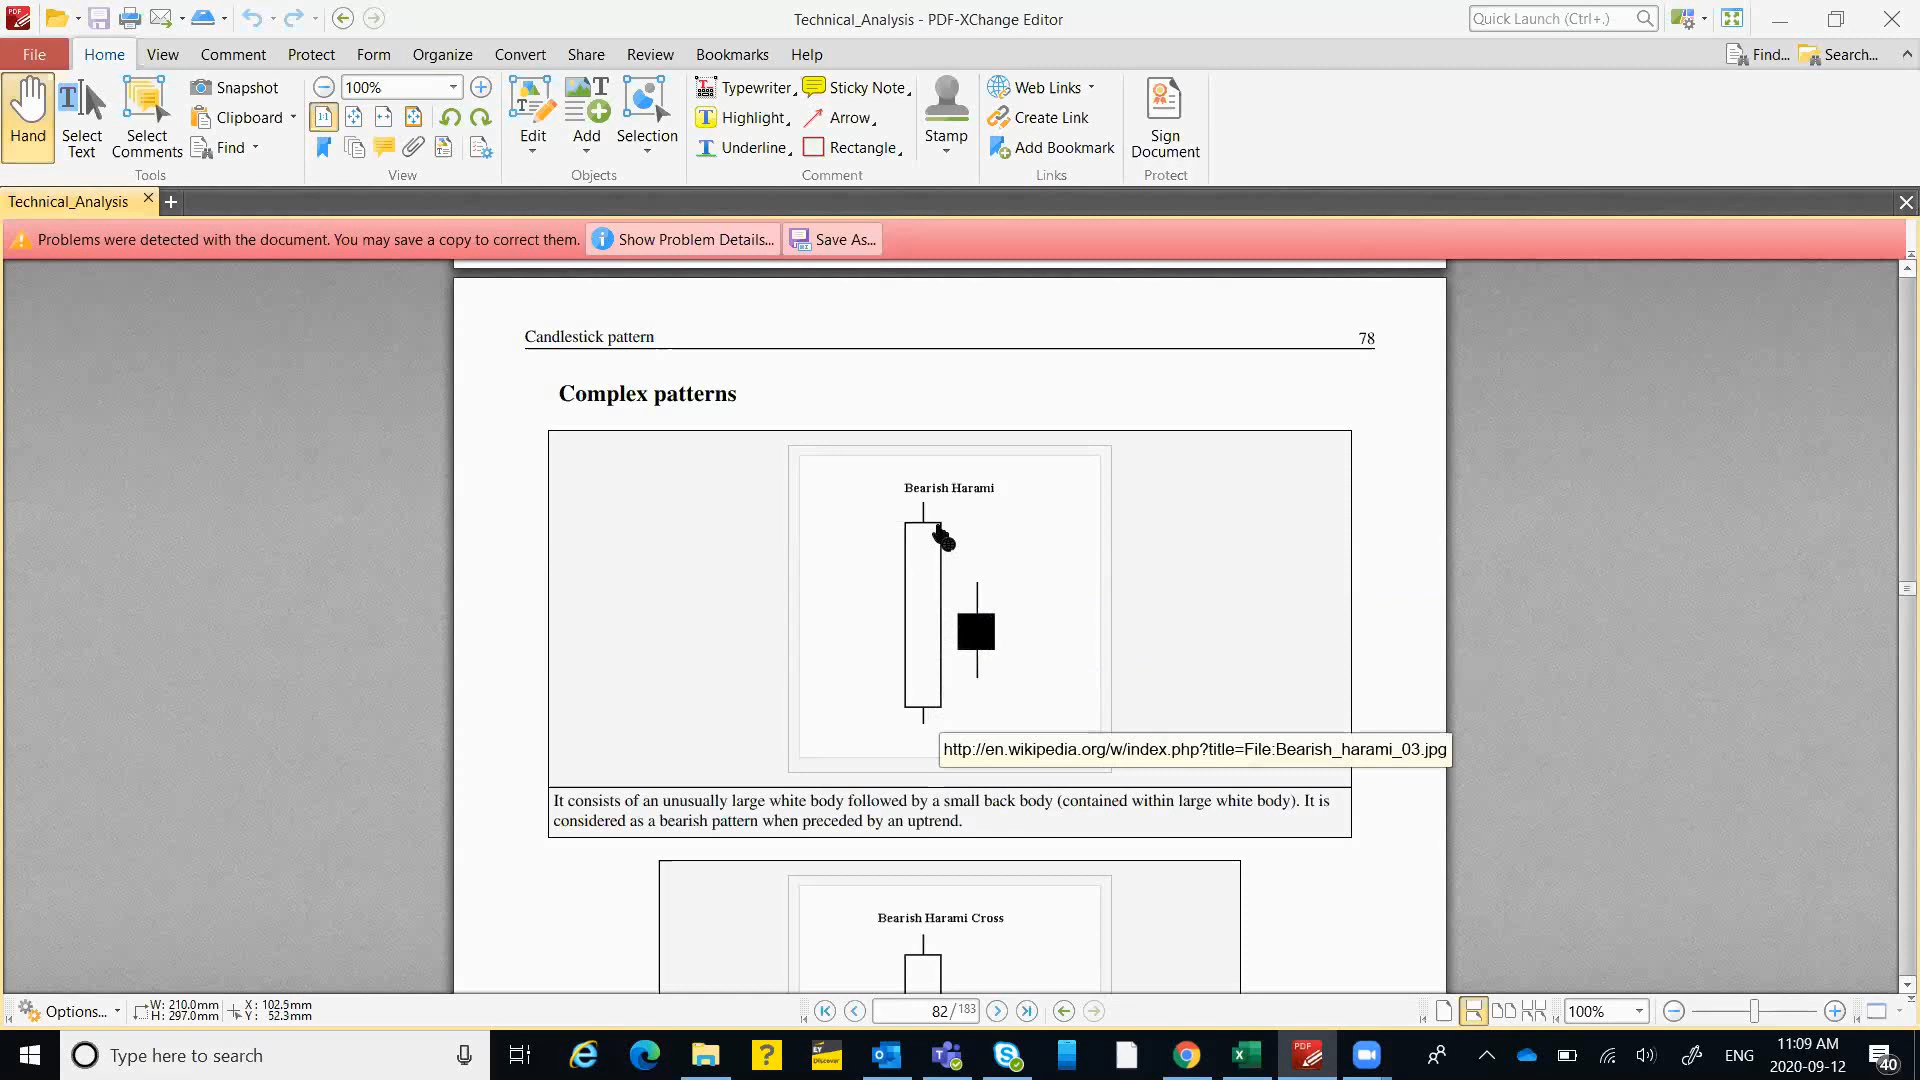 Technical_Analysis - PDF-XChange Editor
Quick Launch (Ctrl+.)
File Home View Comment Protect Form Organize Convert Share Review Bookmarks Help
Find... Search...
Hand
Select Text
Select Comments
Snapshot
Clipboard
Find
Tools
100%
View
Edit
Add
Selection
Objects
Typewriter
Highlight
Underline
Sticky Note
Arrow
Rectangle
Stamp
Comment
Web Links
Create Link
Add Bookmark
Links
Sign Document
Protect
Technical_Analysis
Problems were detected with the document. You may save a copy to correct them. Show Problem Details... Save As...
Candlestick pattern 78
Complex patterns
Bearish Harami
http://en.wikipedia.org/w/index.php?title=File:Bearish_harami_03.jpg
It consists of an unusually large white body followed by a small back body (contained within large white body). It is
considered as a bearish pattern when preceded by an uptrend.
Bearish Harami Cross
Options...
W: 210.0mm
H: 297.0mm
X: 102.5mm
Y: 52.3mm
82 / 183
100%
Type here to search
ENG
11:09 AM
2020-09-12
40